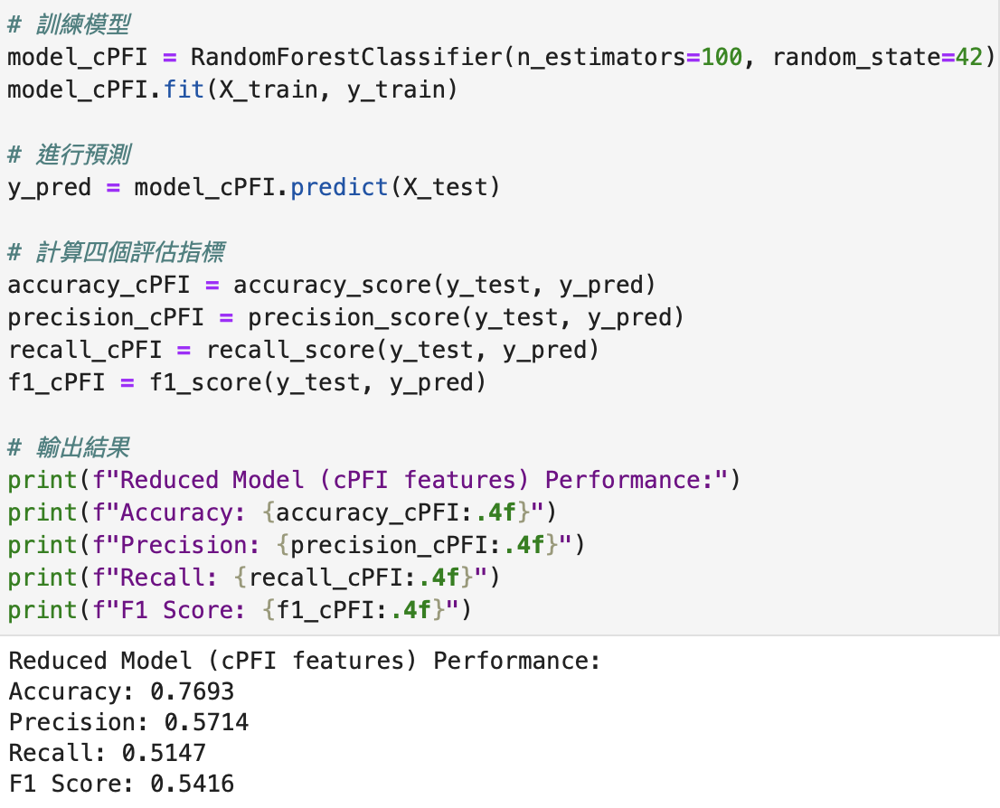 # 訓練模型
model_cPFI = RandomForestClassifier(n_estimators=100, random_state=42)
model_cPFI.fit(X_train, y_train)
# 進行預測
y_pred = model_cPFI.predict(X_test)
# 計算四個評估指標
accuracy_cPFI = accuracy_score(y_test, y_pred)
precision_cPFI = precision_score(y_test, y_pred)
recall_cPFI = recall_score(y_test, y_pred)
f1_cPFI = f1_score(y_test, y_pred)
# 輸出結果
print(f"Reduced Model (cPFI features) Performance:")
print(f"Accuracy: {accuracy_cPFI:.4f}")
print(f"Precision: {precision_cPFI:.4f}")
print(f"Recall: {recall_cPFI:.4f}")
print(f"F1 Score: {f1_cPFI:.4f}")
Reduced Model (cPFI features) Performance:
Accuracy: 0.7693
Precision: 0.5714
Recall: 0.5147
F1 Score: 0.5416